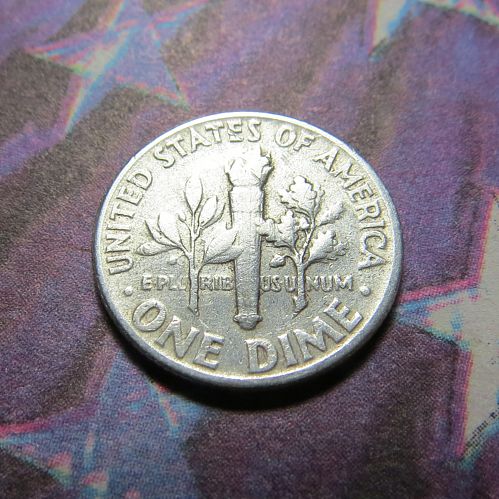 UNITED STATES OF AMERICA
E·PLURIBUS UNUM
· ONE DIME ·